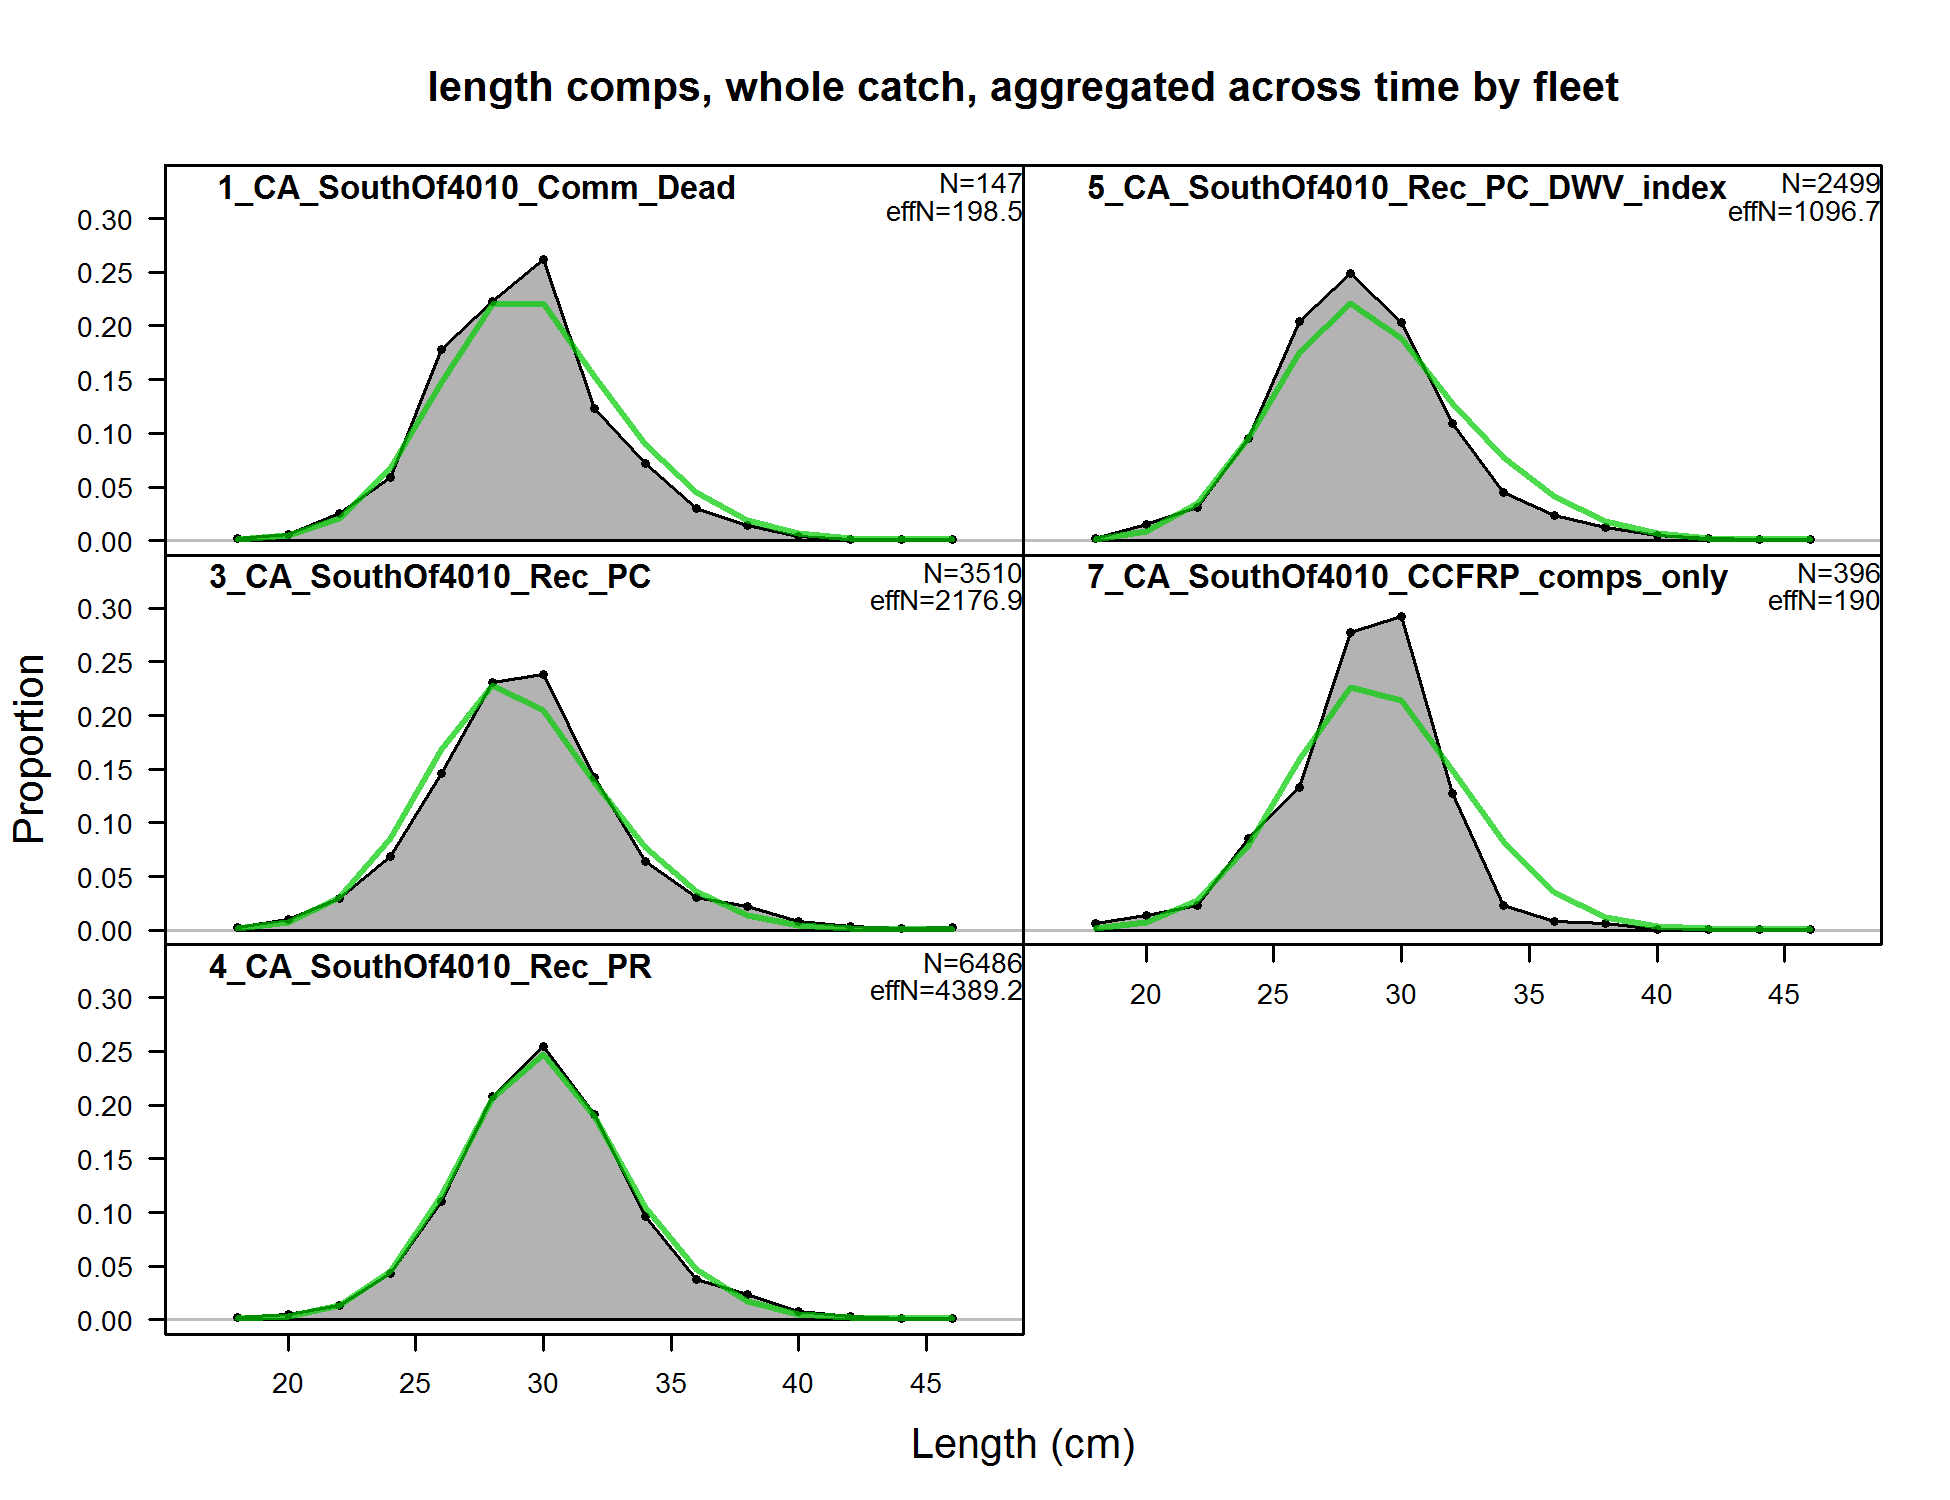 length comps, whole catch, aggregated across time by fleet
1_CA_SouthOf4010_Comm_Dead
N=147
effN=198.5
0.30
0.25
0.20
0.15
0.10
0.05
0.00
5_CA_SouthOf4010_Rec_PC_DWV_index
N=2499
effN=1096.7
3_CA_SouthOf4010_Rec_PC
N=3510
effN=2176.9
0.30
0.25
0.20
0.15
0.10
0.05
0.00
7_CA_SouthOf4010_CCFRP_comps_only
N=396
effN=190
20 25 30 35 40 45
4_CA_SouthOf4010_Rec_PR
N=6486
effN=4389.2
0.30
0.25
0.20
0.15
0.10
0.05
0.00
20 25 30 35 40 45
Proportion
Length (cm)